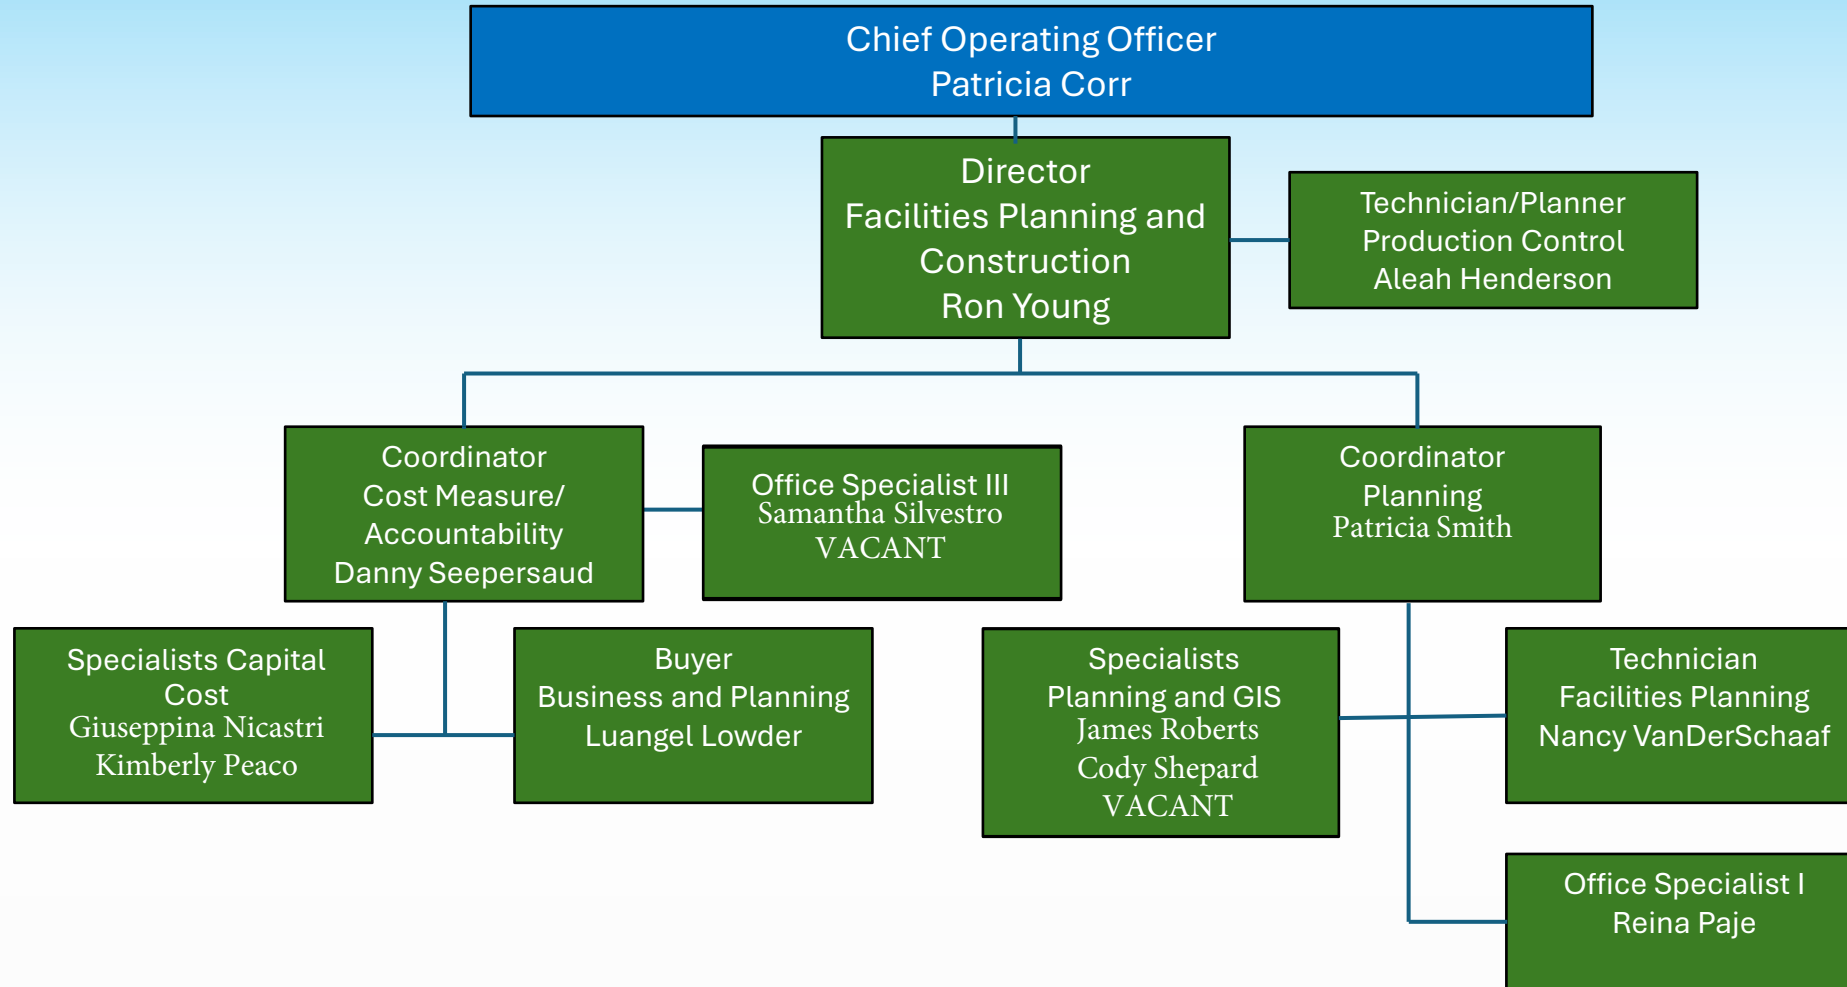 Chief Operating Officer
Patricia Corr
Director
Facilities Planning and
Construction
Ron Young
Technician/Planner
Production Control
Aleah Henderson
Coordinator
Cost Measure/
Accountability
Danny Seepersaud
Office Specialist III
Samantha Silvestro
VACANT
Coordinator
Planning
Patricia Smith
Specialists Capital
Cost
Giuseppina Nicastri
Kimberly Peaco
Buyer
Business and Planning
Luangel Lowder
Specialists
Planning and GIS
James Roberts
Cody Shepard
VACANT
Technician
Facilities Planning
Nancy VanDerSchaaf
Office Specialist I
Reina Paje